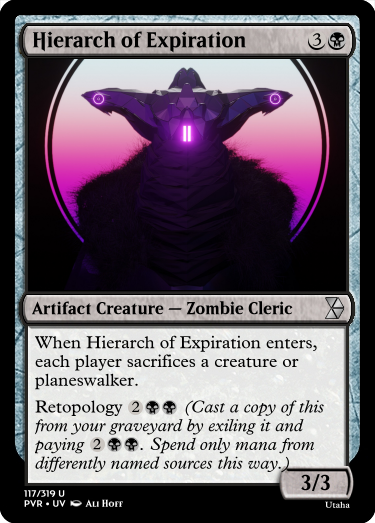 Hierarch of Expiration 3
Artifact Creature — Zombie Cleric
When Hierarch of Expiration enters,
each player sacrifices a creature or
planeswalker.
Retopology 2 (Cast a copy of this
from your graveyard by exiling it and
paying 2. Spend only mana from
differently named sources this way.)
3/3
117/319 U
PVR • UV Ali Hoff
Utaha